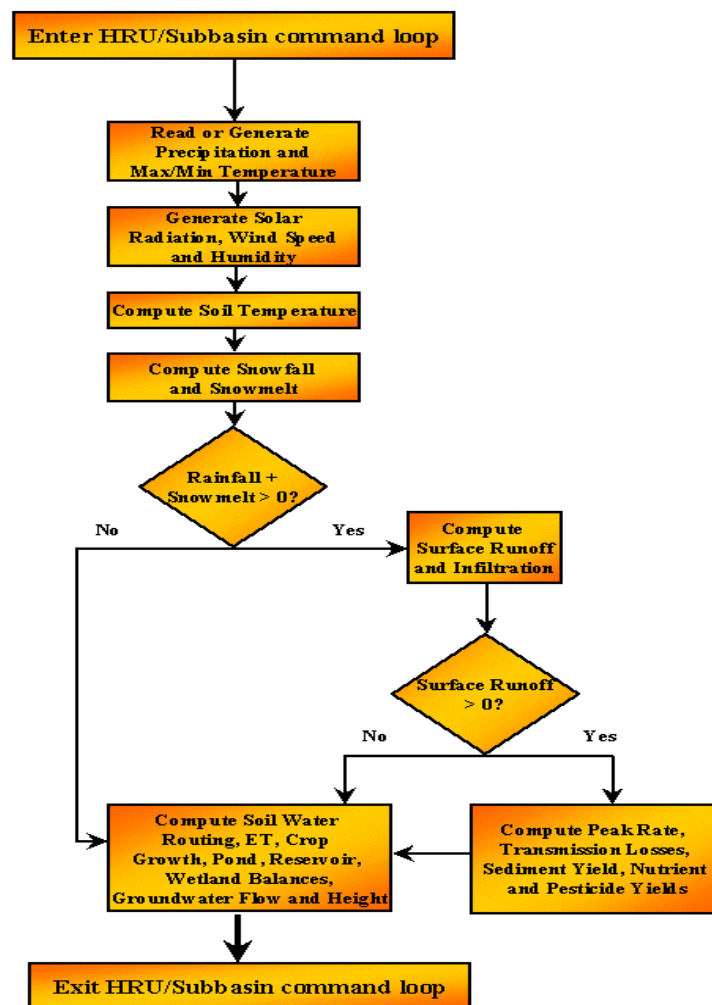 Enter HRU/Subbasin command loop
Read or Generate
Precipitation and
Max/Min Temperature
Generate Solar
Radiation, Wind Speed
and Humidity
Compute Soil Temperature
Compute Snowfall
and Snowmelt
Rainfall +
Snowmelt > 0?
No
Yes
Compute
Surface Runoff
and Infiltration
Surface Runoff
> 0?
No
Yes
Compute Soil Water
Routing, ET, Crop
Growth, Pond, Reservoir,
Wetland Balances,
Groundwater Flow and Height
Compute Peak Rate,
Transmission Losses,
Sediment Yield, Nutrient
and Pesticide Yields
Exit HRU/Subbasin command loop